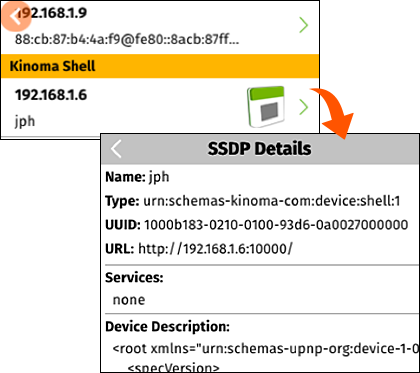 192.168.1.9
88:cb:87:b4:4a:f9@fe80::8acb:87ff...
Kinoma Shell
192.168.1.6
jph
SSDP Details
Name: jph
Type: urn:schemas-kinoma-com:device:shell:1
UUID: 1000b183-0210-0100-93d6-0a0027000000
URL: http://192.168.1.6:10000/
Services:
none
Device Description:
<root xmlns="urn:schemas-upnp-org:device-1-0
<specVersion>